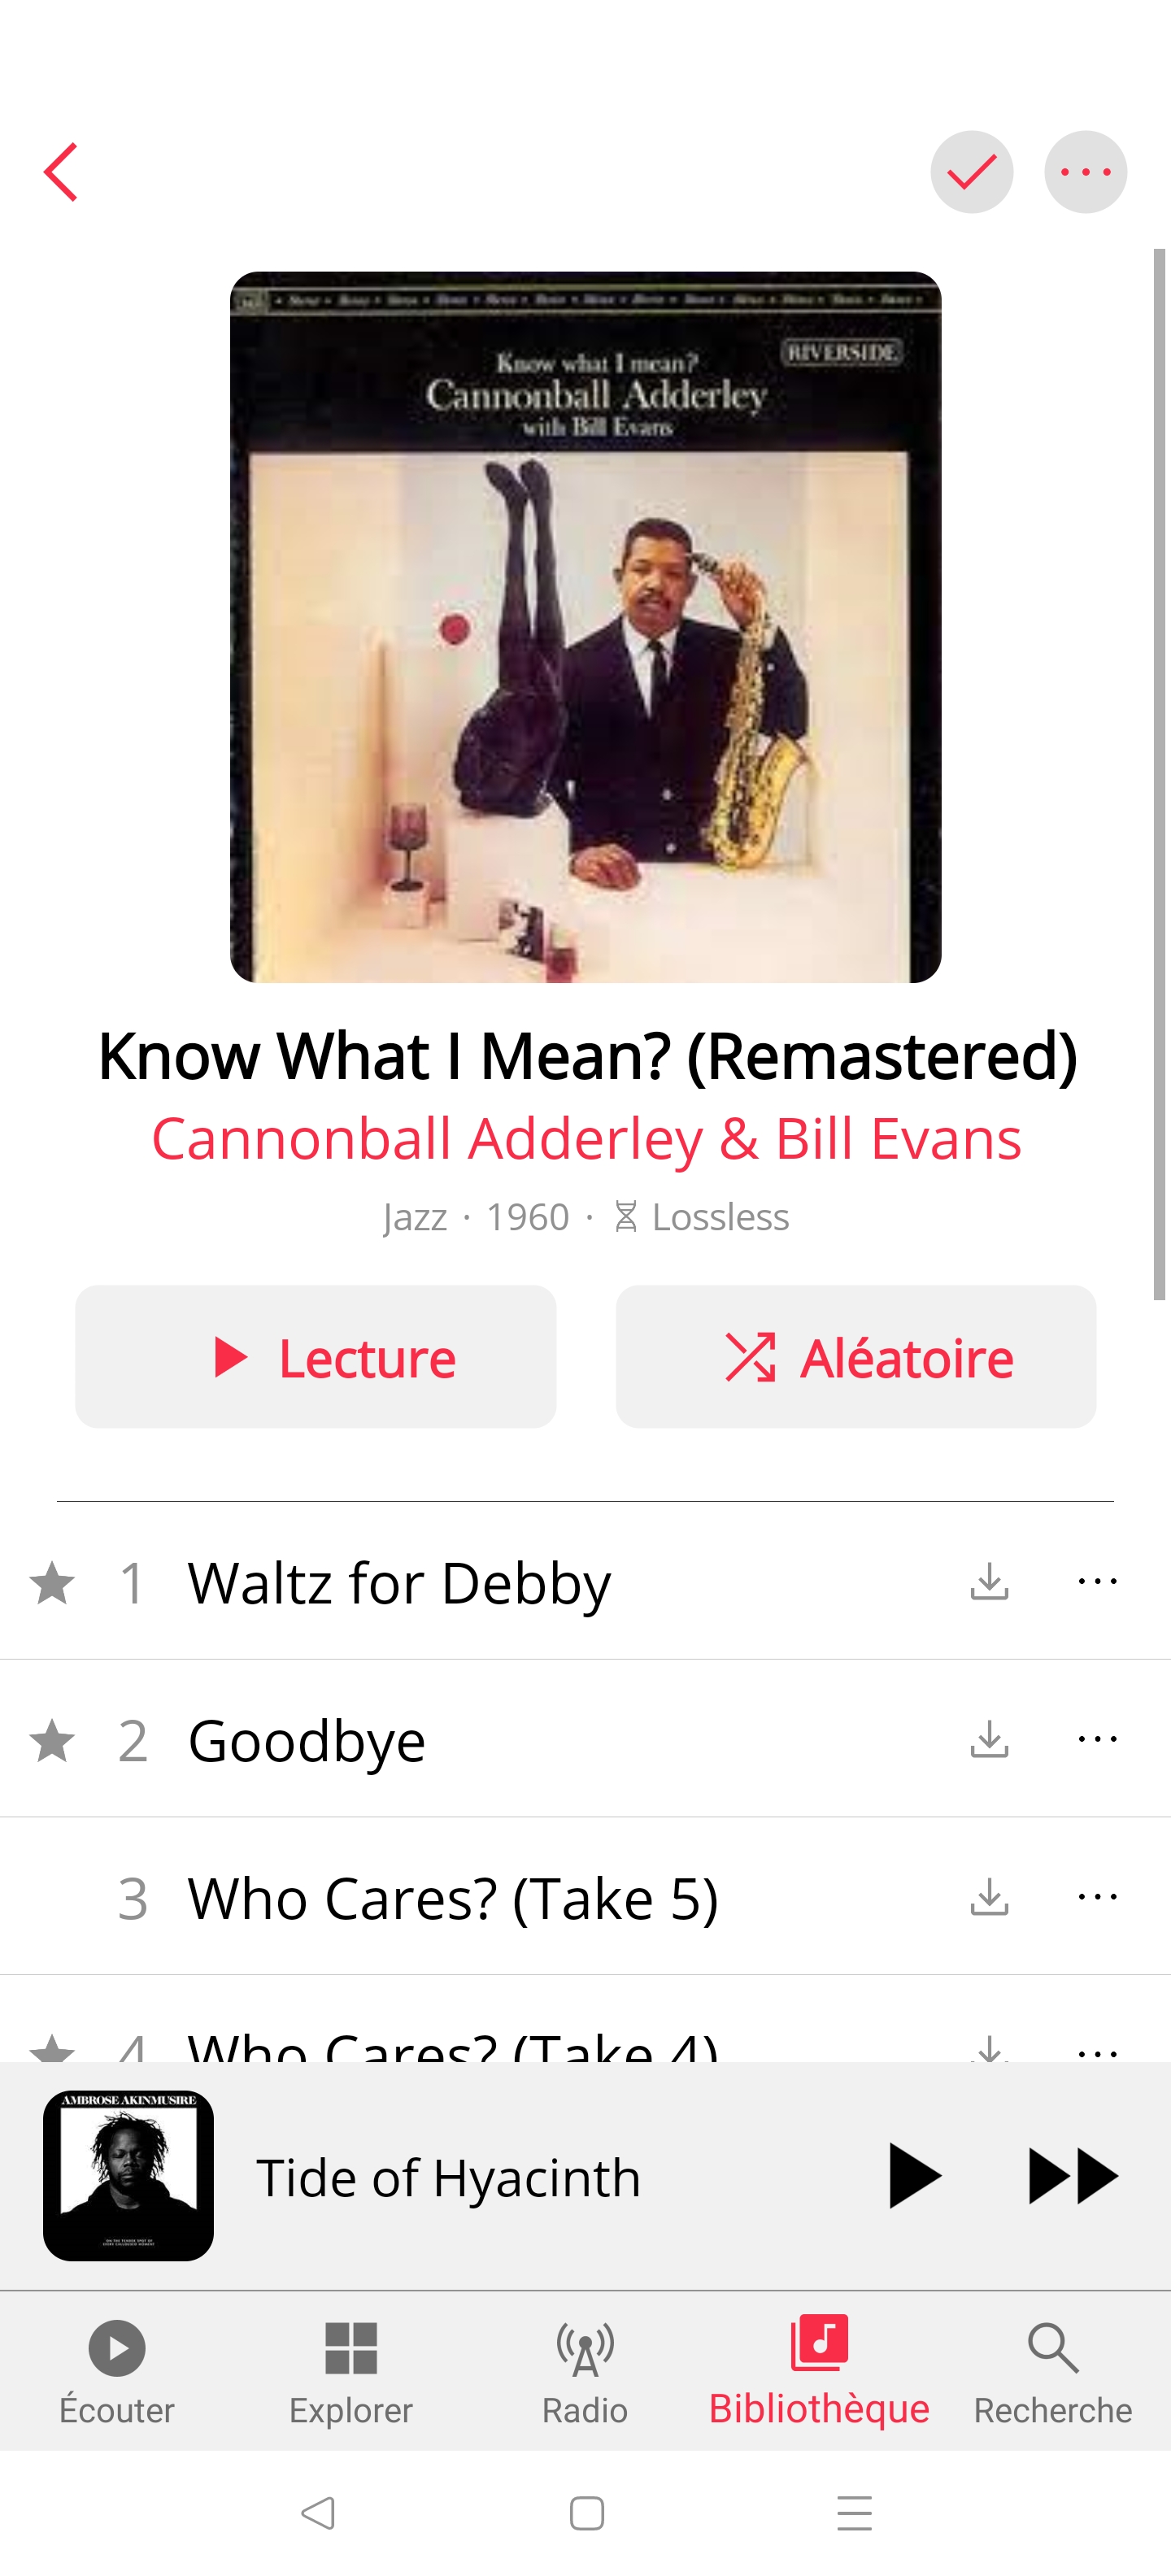 Know what I mean?
RIVERSIDE
Cannonball Adderley
with Bill Evans
Know What I Mean? (Remastered)
Cannonball Adderley & Bill Evans
Jazz · 1960 · Lossless
Lecture
Aléatoire
1 Waltz for Debby
2 Goodbye
3 Who Cares? (Take 5)
4 Who Cares? (Take 4)
AMBROSE AKINMUSIRE
Tide of Hyacinth
Écouter
Explorer
Radio
Bibliothèque
Recherche